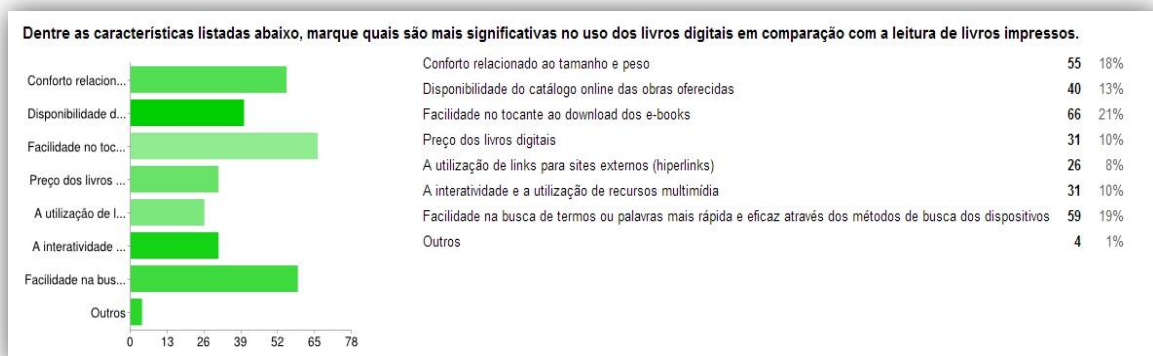 Dentre as características listadas abaixo, marque quais são mais significativas no uso dos livros digitais em comparação com a leitura de livros impressos.
Conforto relacion...
Disponibilidade d...
Facilidade no toc...
Preço dos livros ...
A utilização de l...
A interatividade ...
Facilidade na bus...
Outros
0 13 26 39 52 65 78
Conforto relacionado ao tamanho e peso 55 18%
Disponibilidade do catálogo online das obras oferecidas 40 13%
Facilidade no tocante ao download dos e-books 66 21%
Preço dos livros digitais 31 10%
A utilização de links para sites externos (hiperlinks) 26 8%
A interatividade e a utilização de recursos multimídia 31 10%
Facilidade na busca de termos ou palavras mais rápida e eficaz através dos métodos de busca dos dispositivos 59 19%
Outros 4 1%